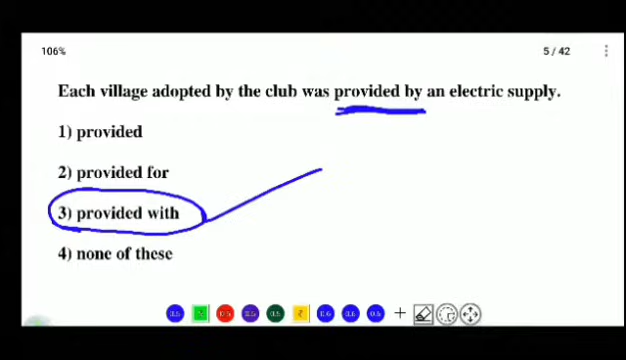 106%
5 / 42
Each village adopted by the club was provided by an electric supply.
1) provided
2) provided for
3) provided with
4) none of these